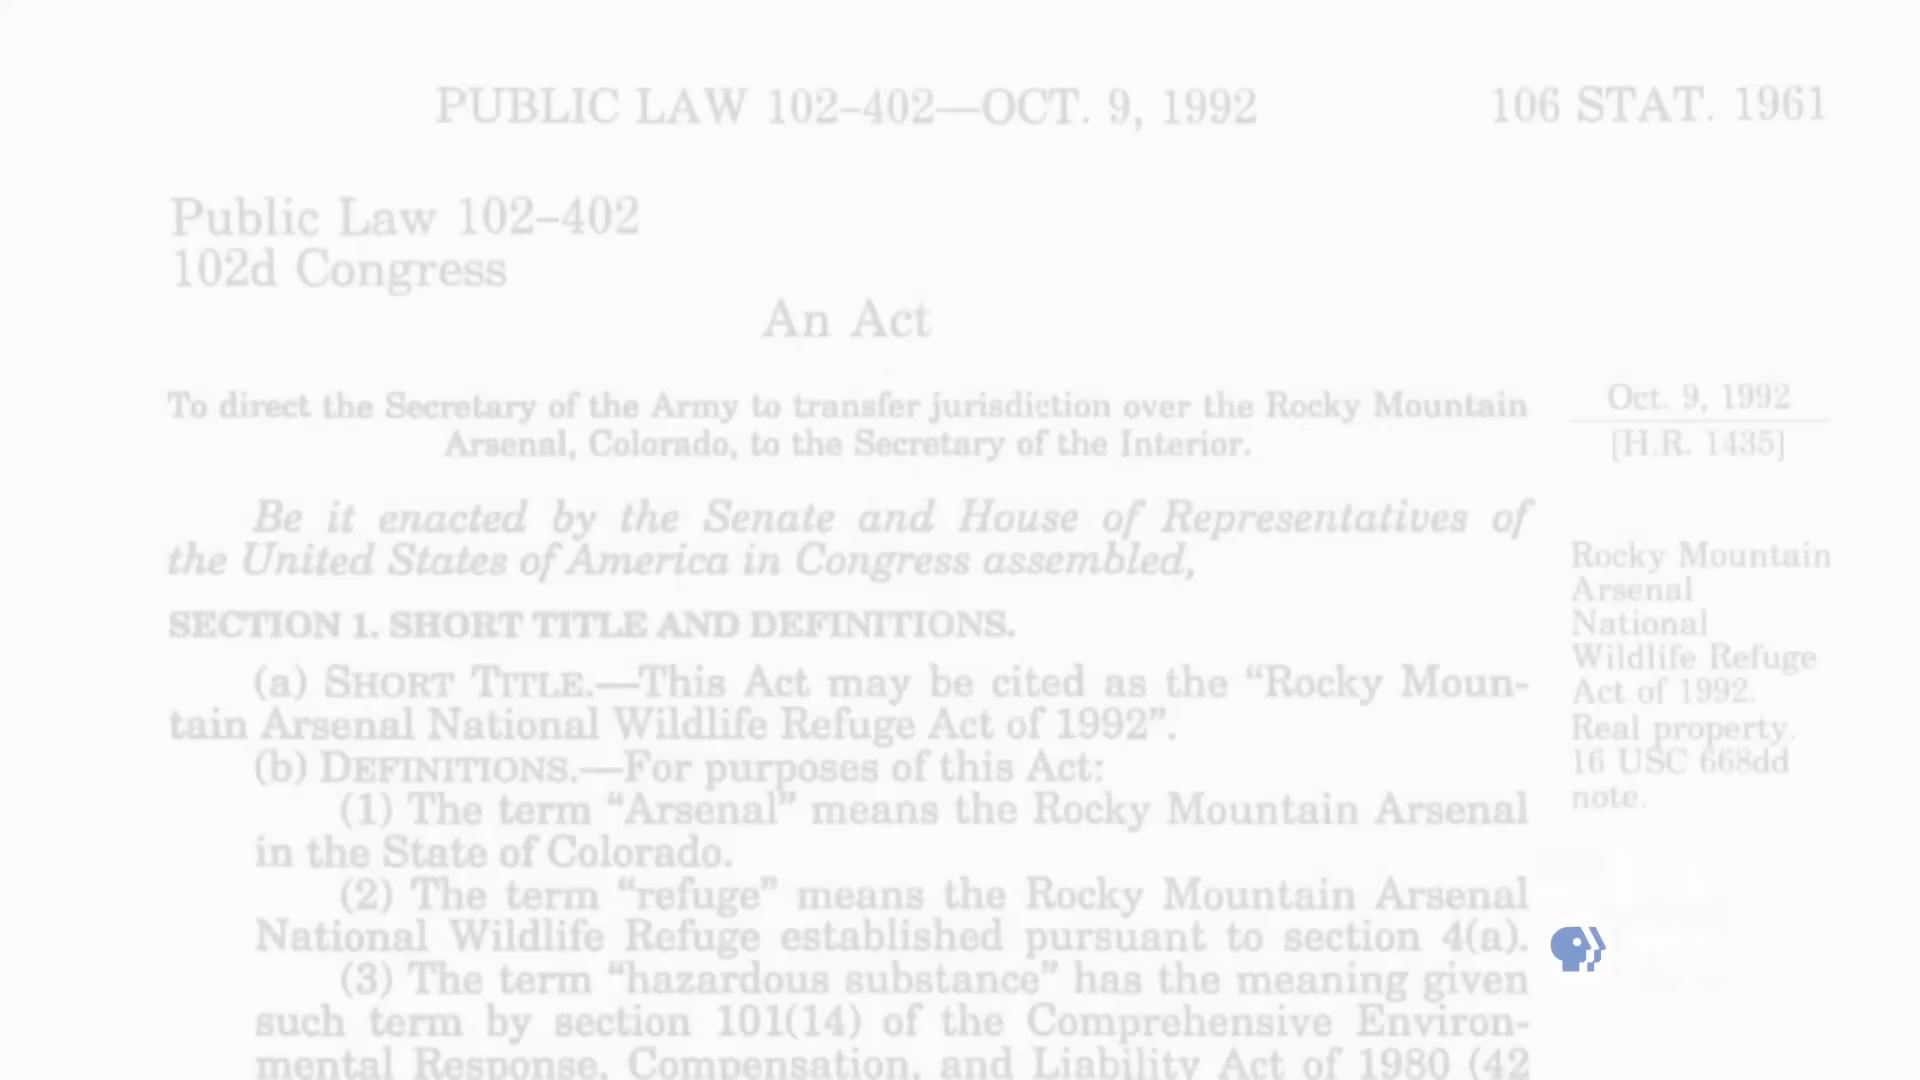 PUBLIC LAW 102–402—OCT. 9, 1992
106 STAT. 1961
Public Law 102–402
102d Congress
An Act
To direct the Secretary of the Army to transfer jurisdiction over the Rocky Mountain
Arsenal, Colorado, to the Secretary of the Interior.
Oct. 9, 1992
[H.R. 1435]
Be it enacted by the Senate and House of Representatives of
the United States of America in Congress assembled,
SECTION 1. SHORT TITLE AND DEFINITIONS.
(a) SHORT TITLE.—This Act may be cited as the “Rocky Moun-
tain Arsenal National Wildlife Refuge Act of 1992”.
(b) DEFINITIONS.—For purposes of this Act:
(1) The term “Arsenal” means the Rocky Mountain Arsenal
in the State of Colorado.
(2) The term “refuge” means the Rocky Mountain Arsenal
National Wildlife Refuge established pursuant to section 4(a).
(3) The term “hazardous substance” has the meaning given
such term by section 101(14) of the Comprehensive Environ-
mental Response, Compensation, and Liability Act of 1980 (42
Rocky Mountain
Arsenal
National
Wildlife Refuge
Act of 1992.
Real property.
16 USC 668dd
note.